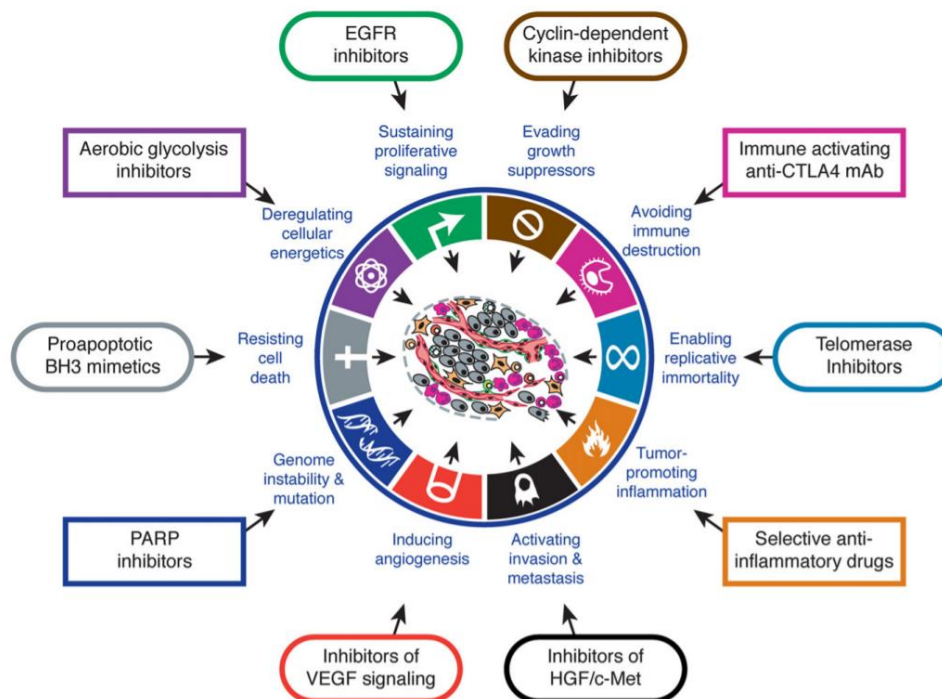 EGFR
inhibitors
Cyclin-dependent
kinase inhibitors
Sustaining
proliferative
signaling
Evading
growth
suppressors
Aerobic glycolysis
inhibitors
Immune activating
anti-CTLA4 mAb
Deregulating
cellular
energetics
Avoiding
immune
destruction
Proapoptotic
BH3 mimetics
Resisting
cell
death
Enabling
replicative
immortality
Telomerase
Inhibitors
Genome
instability &
mutation
Tumor-
promoting
inflammation
PARP
inhibitors
Inducing
angiogenesis
Activating
invasion &
metastasis
Selective anti-
inflammatory drugs
Inhibitors of
VEGF signaling
Inhibitors of
HGF/c-Met